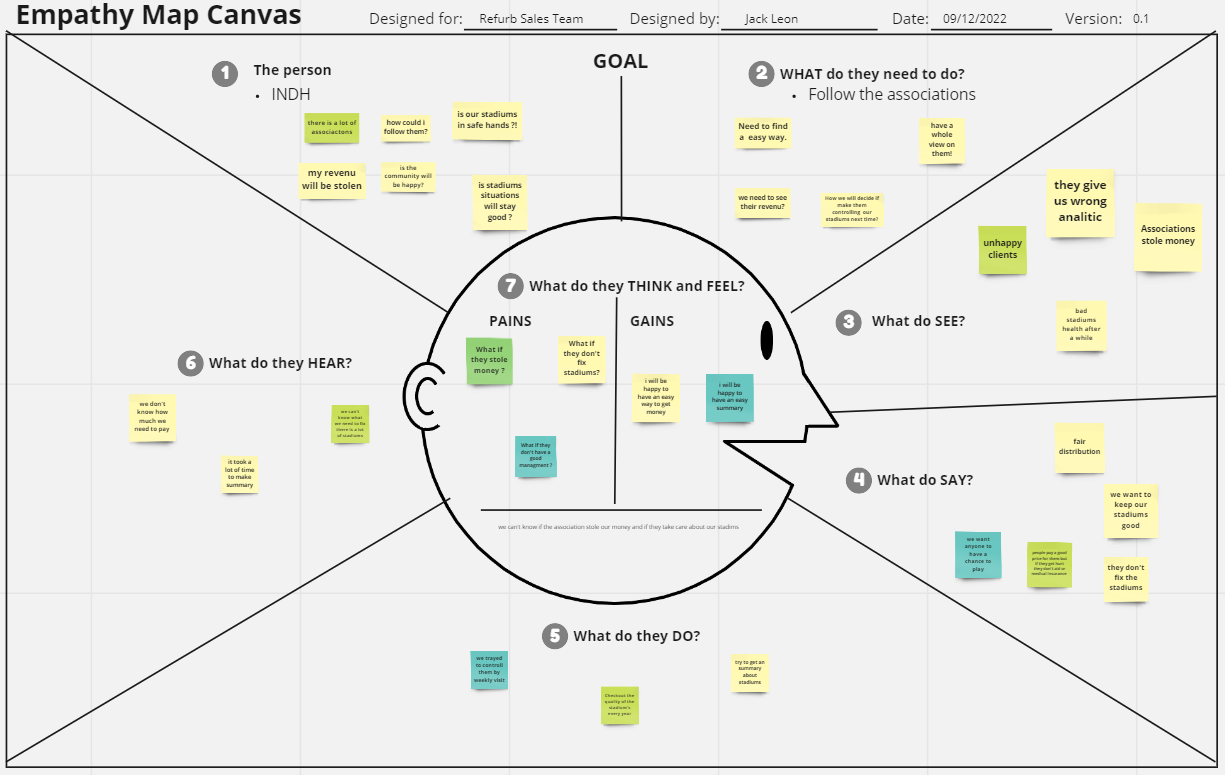 Empathy Map Canvas
Designed for: Refurb Sales Team
Designed by: Jack Leon
Date: 09/12/2022
Version: 0.1
GOAL
1 The person
• INDH
there is a lot of
associactons
how could i
follow them?
is our stadiums
in safe hands ?!
my revenu
will be stolen
is the
community will
be happy?
is stadiums
situations
will stay
good ?
2 WHAT do they need to do?
• Follow the associations
Need to find
a easy way.
have a
whole
view on
them!
we need to see
their revenu?
How we will decide if
make them
controlling our
stadiums next time?
they give
us wrong
analitic
Associations
stole money
unhappy
clients
3 What do SEE?
bad
stadiums
health after
a while
7 What do they THINK and FEEL?
PAINS
What if
they stole
money ?
What if
they don't
fix
stadiums?
What if they
don't have a
good
managment ?
GAINS
i will be
happy to
have an easy
way to get
money
i will be
happy to
have an easy
summary
we can't know if the association stole our money and if they take care about our stadims
6 What do they HEAR?
we don't
know how
much we
need to pay
we can't
know what
we need to fix
there is a lot
of stadiums
it took a
lot of time
to make
summary
4 What do SAY?
fair
distribution
we want to
keep our
stadiums
good
we want
anyone to
have a
chance to
play
people pay a good
price for them but
if they get hurt
they don't aid or
medical insurance
they don't
fix the
stadiums
5 What do they DO?
we trayed
to controll
them by
weekly visit
Checkout the
quality of the
stadium's
every year
try to get an
summary
about
stadiums